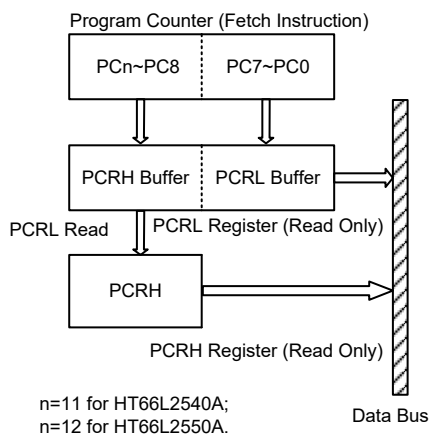 Program Counter (Fetch Instruction)
PCn~PC8
PC7~PC0
PCRH Buffer
PCRL Buffer
PCRL Read
PCRL Register (Read Only)
PCRH
PCRH Register (Read Only)
n=11 for HT66L2540A;
n=12 for HT66L2550A.
Data Bus